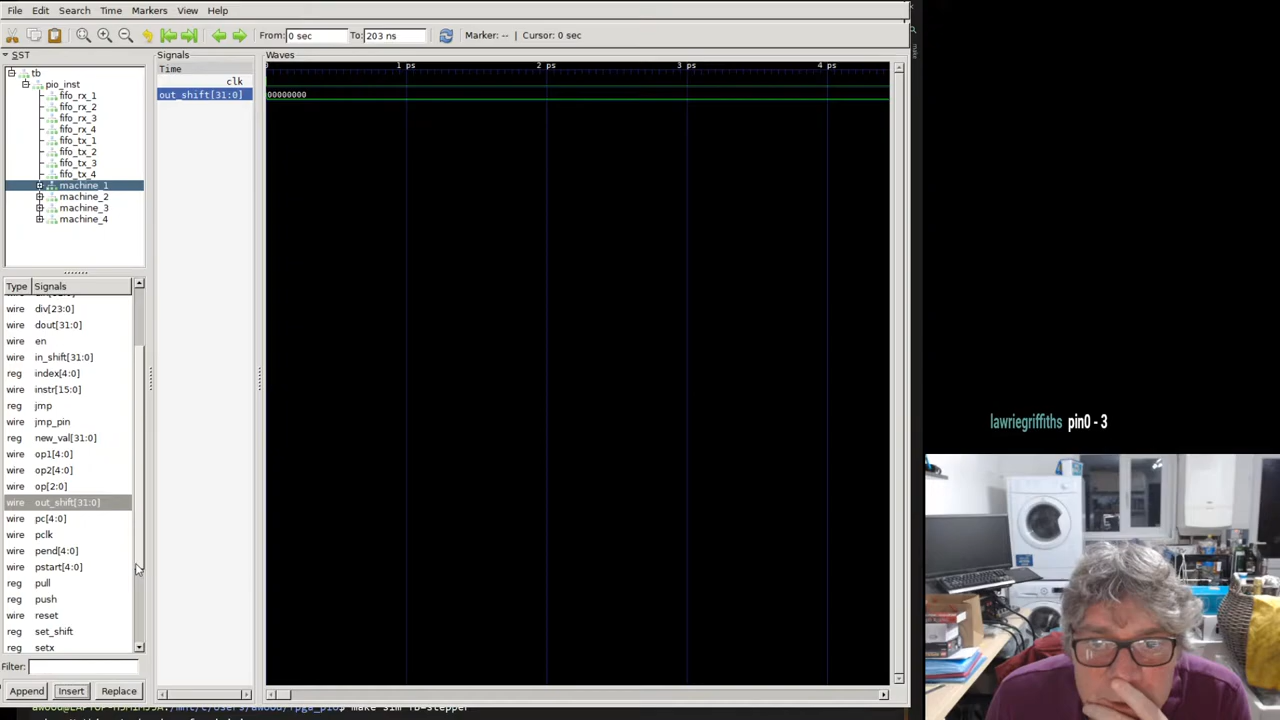 File Edit Search Time Markers View Help
From: 0 sec To: 203 ns Marker: -- | Cursor: 0 sec
SST
tb
pio_inst
fifo_rx_1
fifo_rx_2
fifo_rx_3
fifo_rx_4
fifo_tx_1
fifo_tx_2
fifo_tx_3
fifo_tx_4
machine_1
machine_2
machine_3
machine_4
Type Signals
wire div[23:0]
wire dout[31:0]
wire en
wire in_shift[31:0]
reg index[4:0]
wire instr[15:0]
reg jmp
wire jmp_pin
reg new_val[31:0]
wire op1[4:0]
wire op2[4:0]
wire op[2:0]
wire out_shift[31:0]
wire pc[4:0]
wire pclk
wire pend[4:0]
wire pstart[4:0]
reg pull
reg push
wire reset
reg set_shift
reg setx
Filter:
Append Insert Replace
Signals
Time
clk
out_shift[31:0]
Waves
1 ps 2 ps 3 ps 4 ps
00000000
lawriegriffiths pin0 - 3
make